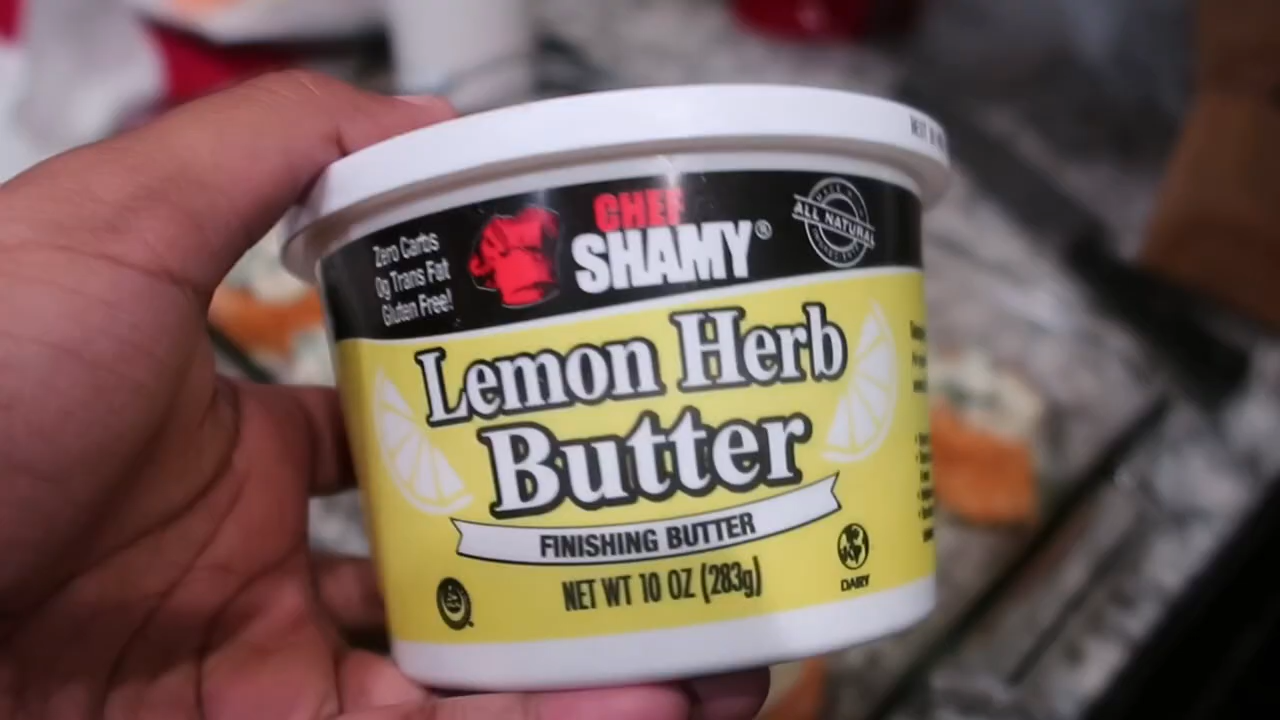 Zero Carbs
0g Trans Fat
Gluten Free!
CHEF
SHAMY®
ALL NATURAL
Lemon Herb
Butter
FINISHING BUTTER
NET WT 10 OZ (283g)
DAIRY